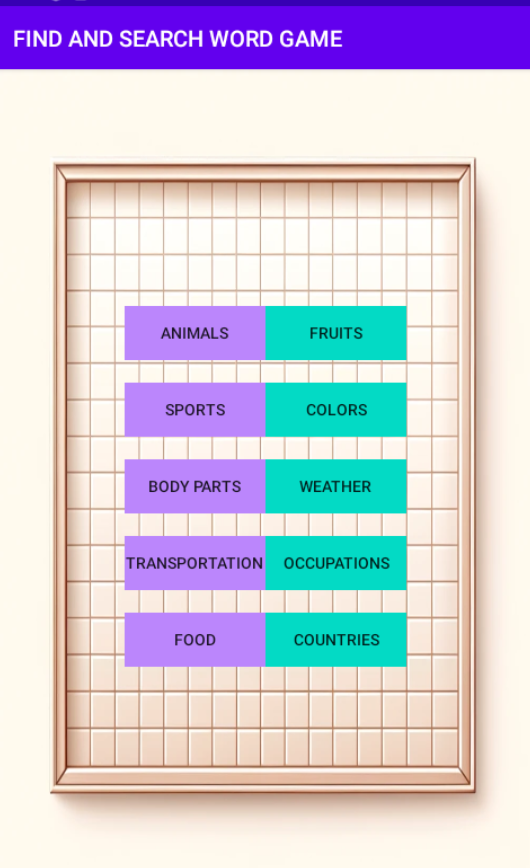 FIND AND SEARCH WORD GAME
ANIMALS FRUITS
SPORTS COLORS
BODY PARTS WEATHER
TRANSPORTATION OCCUPATIONS
FOOD COUNTRIES